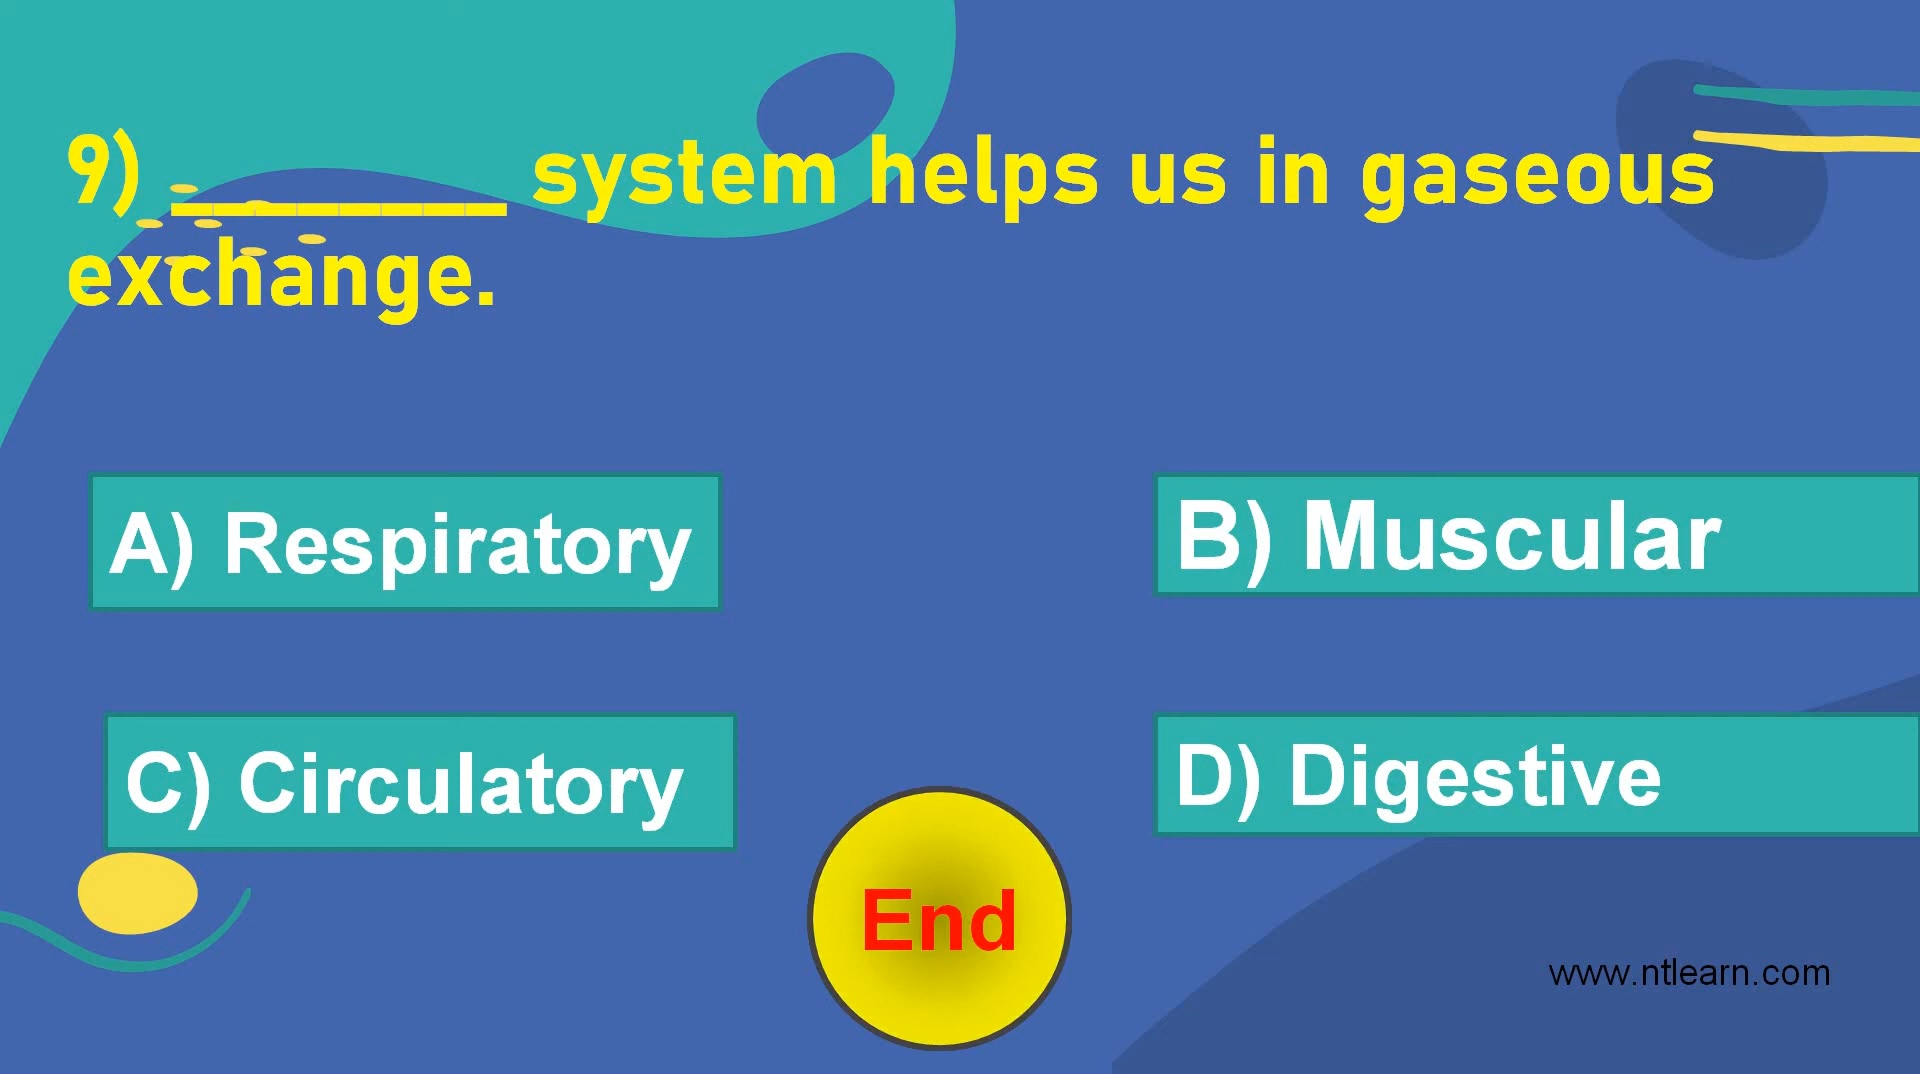 9) ________ system helps us in gaseous
exchange.
A) Respiratory
B) Muscular
C) Circulatory
D) Digestive
End
www.ntlearn.com